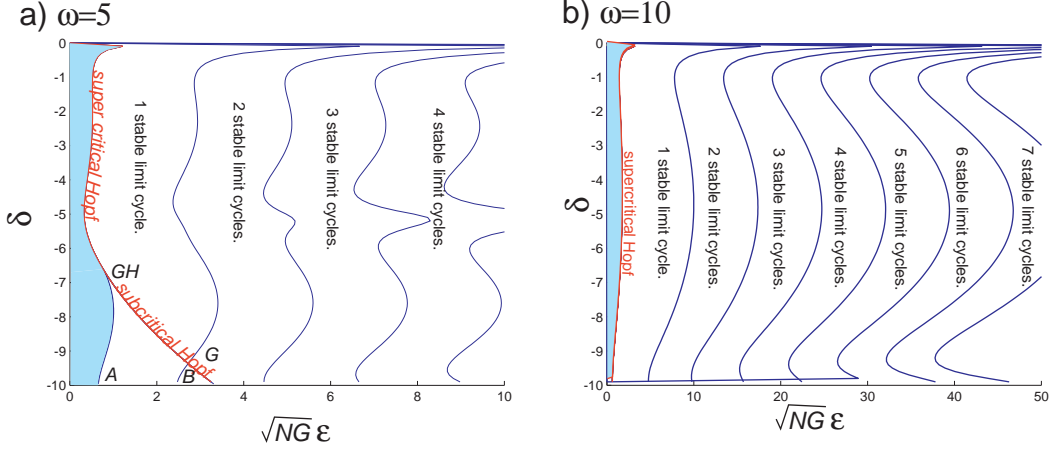 a) ω=5
0
-1
-2
-3
-4
-5
-6
-7
-8
-9
-10
δ
super critical Hopf
1 stable limit cycle.
2 stable limit cycles.
3 stable limit cycles.
4 stable limit cycles.
GH
subcritical Hopf
G
A
B
0
2
4
6
8
10
√NG ε
b) ω=10
0
-1
-2
-3
-4
-5
-6
-7
-8
-9
-10
δ
supercritical Hopf
1 stable limit cycle.
2 stable limit cycles.
3 stable limit cycles.
4 stable limit cycles.
5 stable limit cycles.
6 stable limit cycles.
7 stable limit cycles.
0
10
20
30
40
50
√NG ε